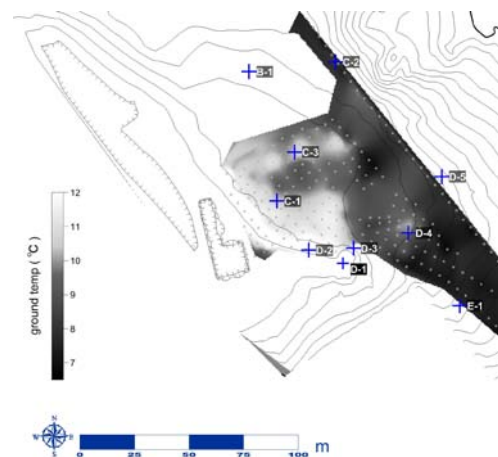 C-2
B-1
C-3
D-5
C-1
D-4
D-2
D-3
D-1
E-1
ground temp (℃)
12
11
10
9
8
7
N
W
S
0 25 50 75 100 m